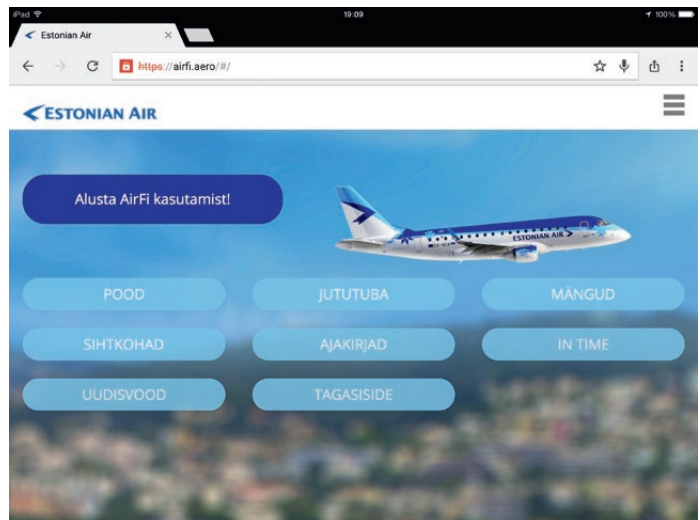 iPad 19:09 100%
Estonian Air ×
https://airfi.aero/#/
ESTONIAN AIR
Alusta AirFi kasutamist!
ESTONIAN AIR
POOD JUTUTUBA MÄNGUD
SIHTKOHAD AJAKIRJAD IN TIME
UUDISVOOD TAGASISIDE